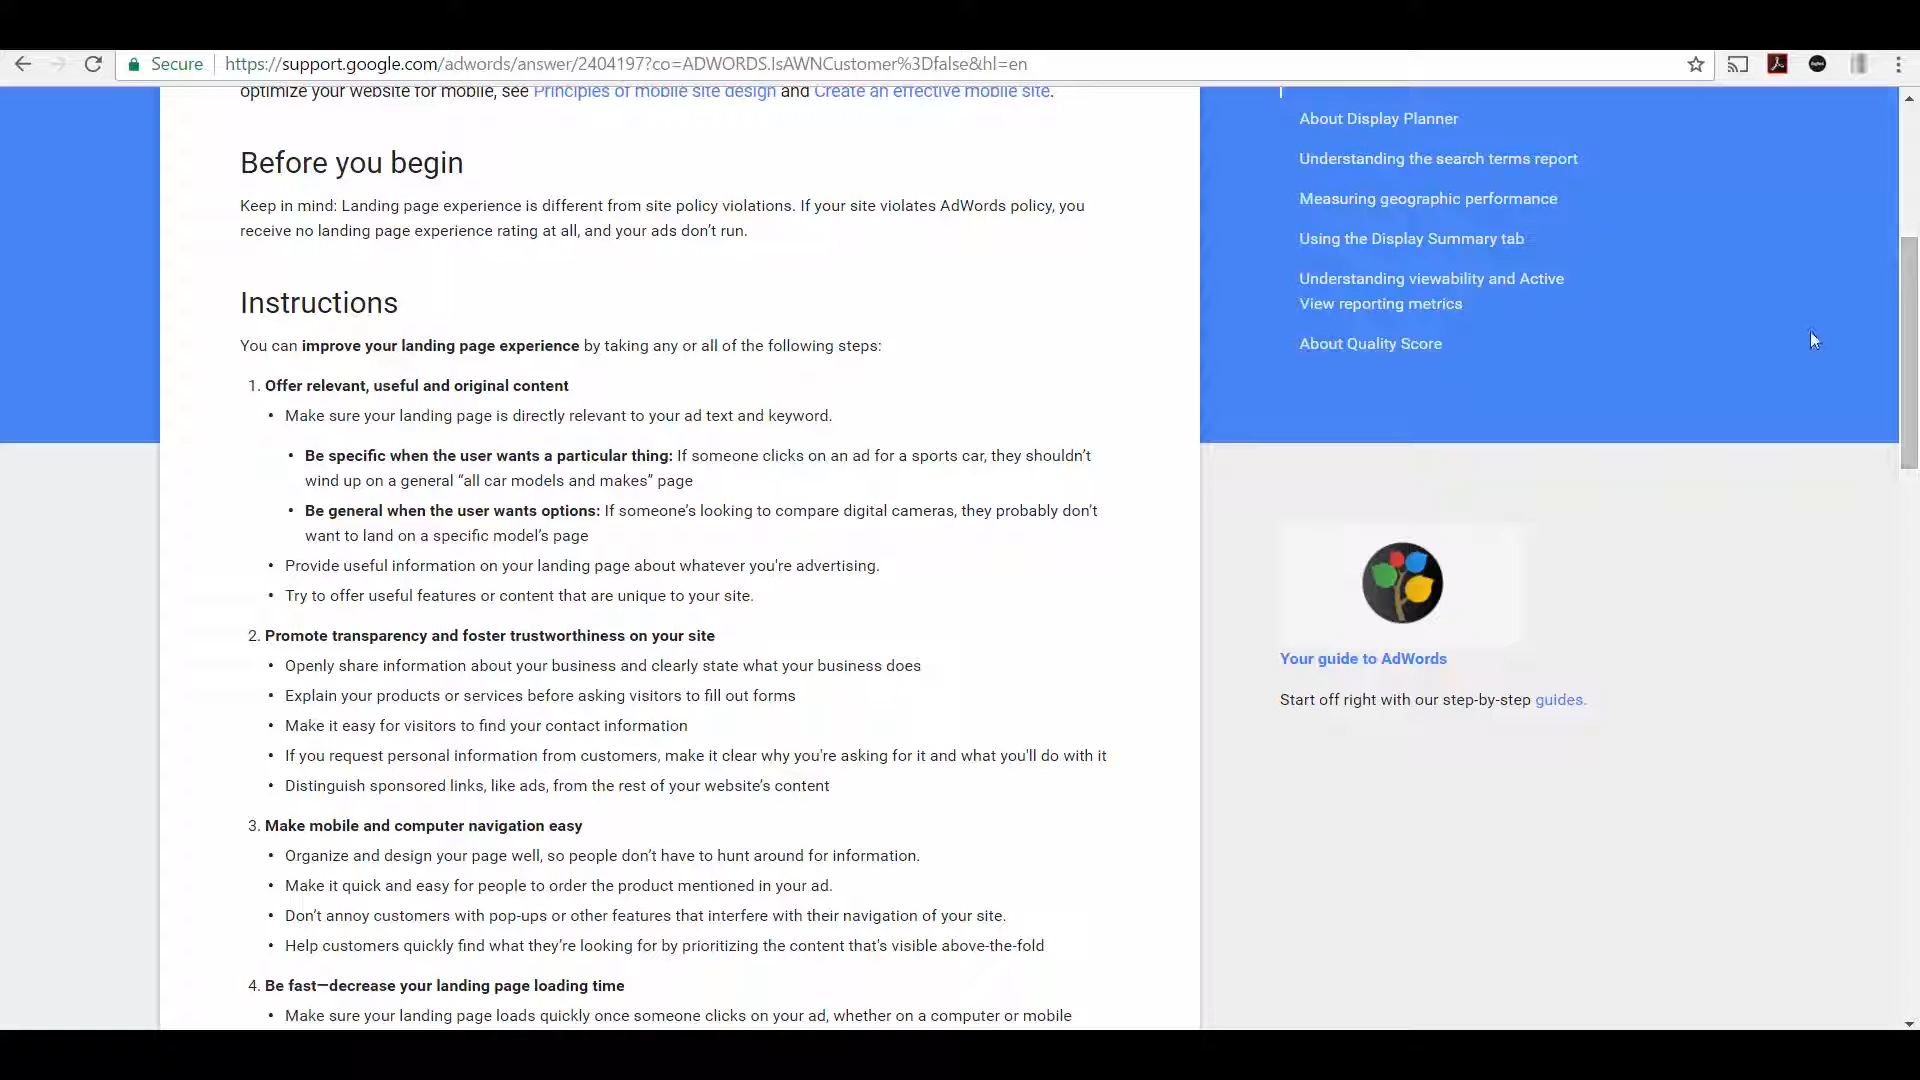 Secure
https://support.google.com/adwords/answer/2404197?co=ADWORDS.IsAWNCustomer%3Dfalse&hl=en
optimize your website for mobile, see Principles of mobile site design and Create an effective mobile site.
Before you begin
Keep in mind: Landing page experience is different from site policy violations. If your site violates AdWords policy, you
receive no landing page experience rating at all, and your ads don’t run.
Instructions
You can improve your landing page experience by taking any or all of the following steps:
1. Offer relevant, useful and original content
• Make sure your landing page is directly relevant to your ad text and keyword.
• Be specific when the user wants a particular thing: If someone clicks on an ad for a sports car, they shouldn’t
wind up on a general “all car models and makes” page
• Be general when the user wants options: If someone’s looking to compare digital cameras, they probably don’t
want to land on a specific model’s page
• Provide useful information on your landing page about whatever you're advertising.
• Try to offer useful features or content that are unique to your site.
2. Promote transparency and foster trustworthiness on your site
• Openly share information about your business and clearly state what your business does
• Explain your products or services before asking visitors to fill out forms
• Make it easy for visitors to find your contact information
• If you request personal information from customers, make it clear why you're asking for it and what you'll do with it
• Distinguish sponsored links, like ads, from the rest of your website’s content
3. Make mobile and computer navigation easy
• Organize and design your page well, so people don’t have to hunt around for information.
• Make it quick and easy for people to order the product mentioned in your ad.
• Don’t annoy customers with pop-ups or other features that interfere with their navigation of your site.
• Help customers quickly find what they’re looking for by prioritizing the content that's visible above-the-fold
4. Be fast—decrease your landing page loading time
• Make sure your landing page loads quickly once someone clicks on your ad, whether on a computer or mobile
About Display Planner
Understanding the search terms report
Measuring geographic performance
Using the Display Summary tab
Understanding viewability and Active
View reporting metrics
About Quality Score
Your guide to AdWords
Start off right with our step-by-step guides.